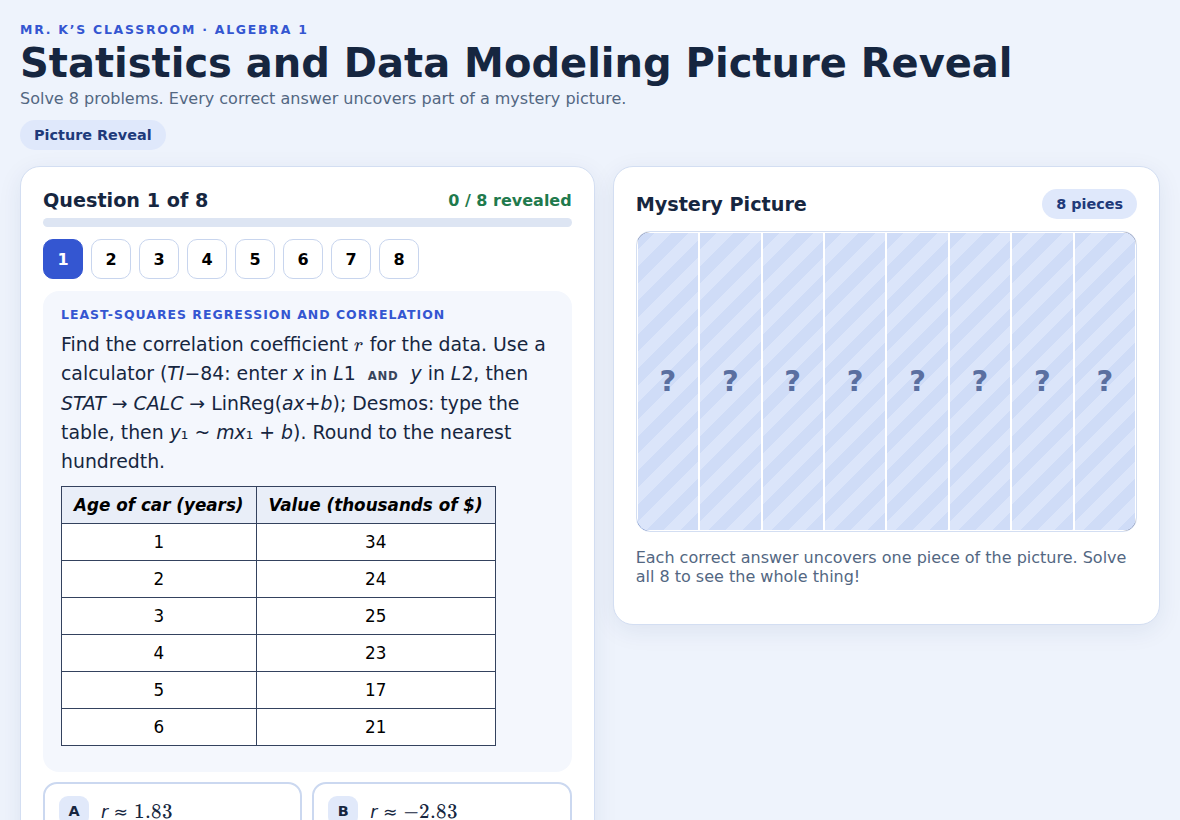 MR. K’S CLASSROOM · ALGEBRA 1
Statistics and Data Modeling Picture Reveal
Solve 8 problems. Every correct answer uncovers part of a mystery picture.
Picture Reveal
Question 1 of 8
0 / 8 revealed
1 2 3 4 5 6 7 8
LEAST-SQUARES REGRESSION AND CORRELATION
Find the correlation coefficient r for the data. Use a
calculator (TI−84: enter x in L1 AND y in L2, then
STAT → CALC → LinReg(ax+b); Desmos: type the
table, then y₁ ~ mx₁ + b). Round to the nearest
hundredth.
Age of car (years) Value (thousands of $)
1 34
2 24
3 25
4 23
5 17
6 21
A r ≈ 1.83
B r ≈ −2.83
Mystery Picture
8 pieces
? ? ? ? ? ? ? ?
Each correct answer uncovers one piece of the picture. Solve
all 8 to see the whole thing!